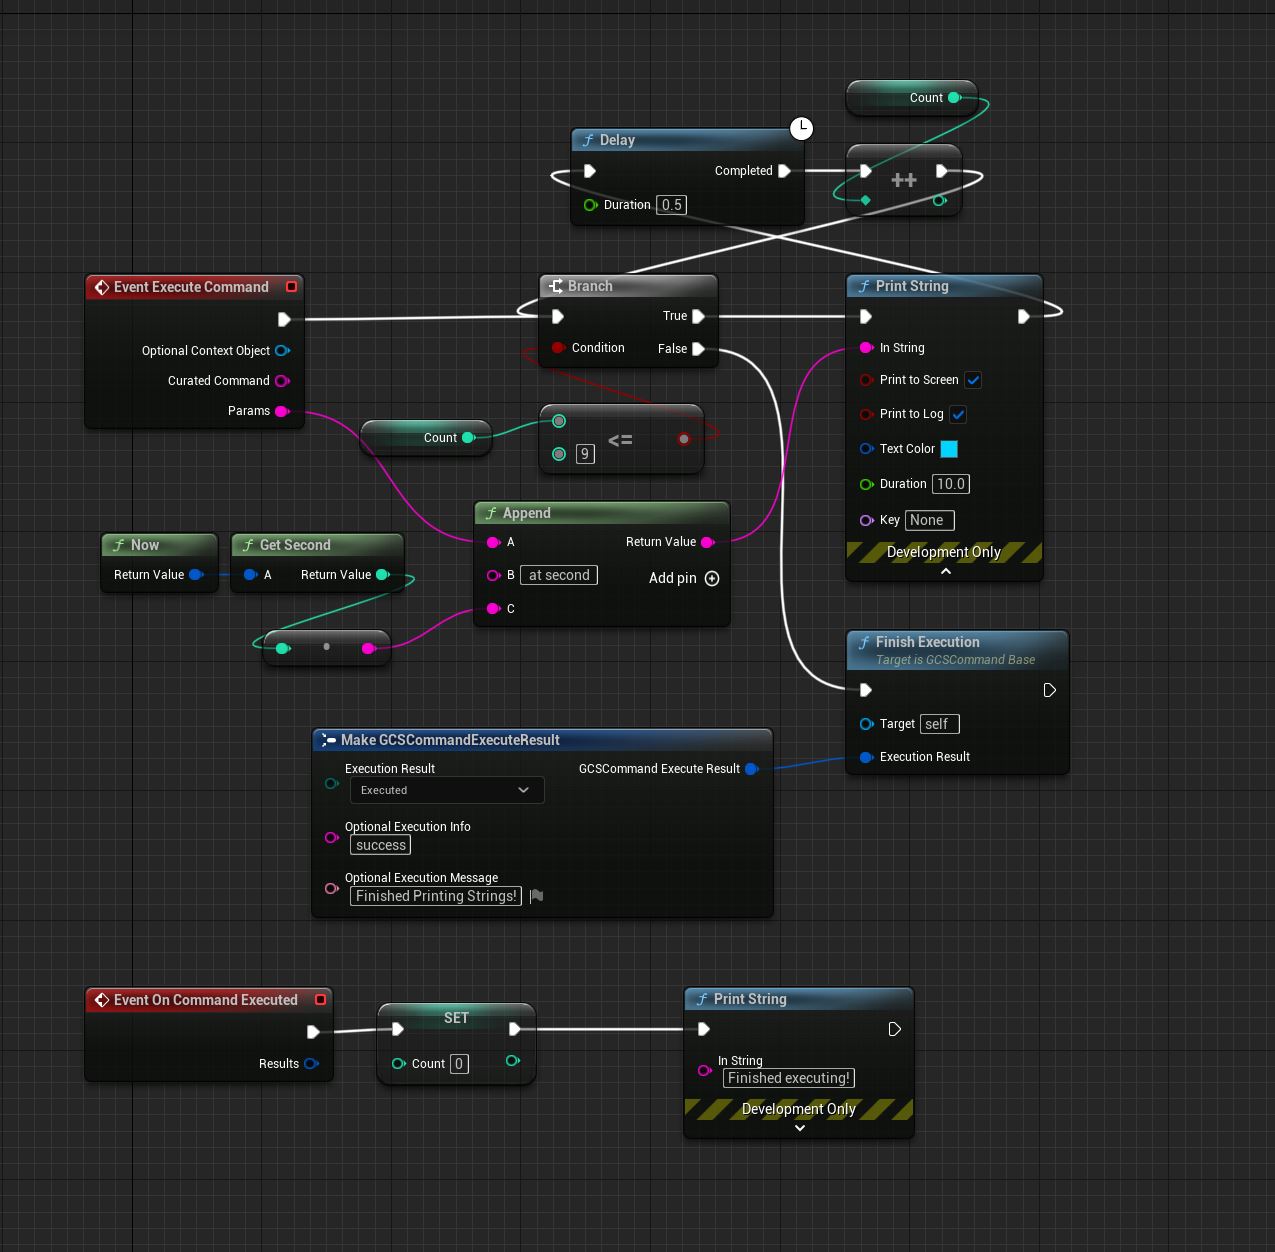 Count
Delay
Completed
Duration 0.5
++
Event Execute Command
Optional Context Object
Curated Command
Params
Branch
True
Condition False
Count
<=
9
Print String
In String
Print to Screen
Print to Log
Text Color
Duration 10.0
Key None
Development Only
Append
A Return Value
B at second Add pin
C
Now
Return Value
Get Second
A Return Value
Finish Execution
Target is GCSCommand Base
Target self
Execution Result
Make GCSCommandExecuteResult
Execution Result GCSCommand Execute Result
Executed
Optional Execution Info
success
Optional Execution Message
Finished Printing Strings!
Event On Command Executed
Results
SET
Count 0
Print String
In String
Finished executing!
Development Only